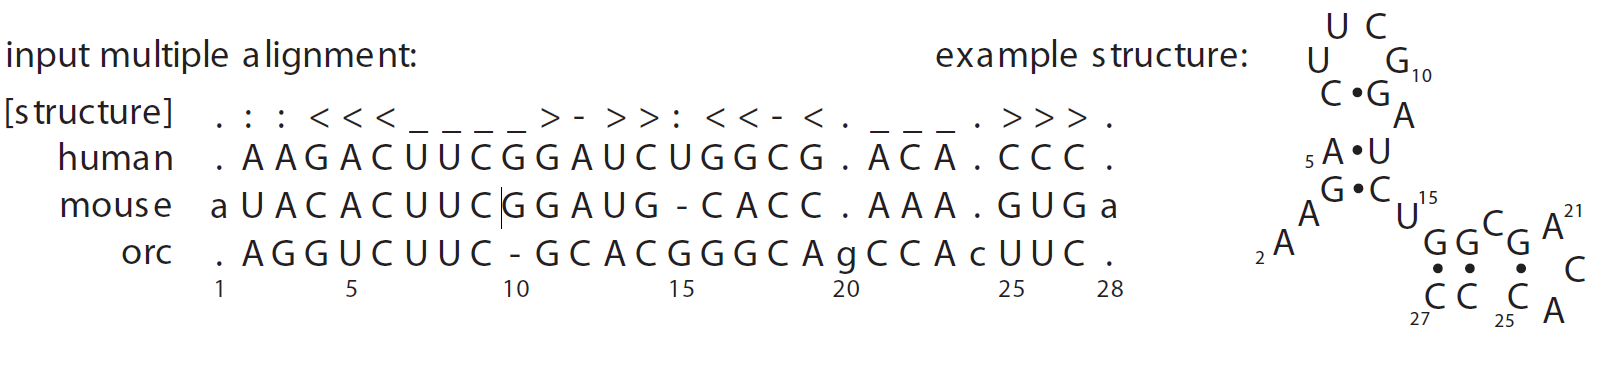 input multiple alignment:
example structure:
[structure] . : : < < < _ _ _ _ > - > > : < < - < . _ _ _ . > > > .
human . A A G A C U U C G G A U C U G G C G . A C A . C C C .
mouse a U A C A C U U C G G A U G - C A C C . A A A . G U G a
orc . A G G U C U U C - G C A C G G G C A g C C A c U U C .
1 5 10 15 20 25 28
U C
U G 10
C G
A
5 A U
G C
A U 15
2 A
G G C G A 21
C
27 C C 25 C A